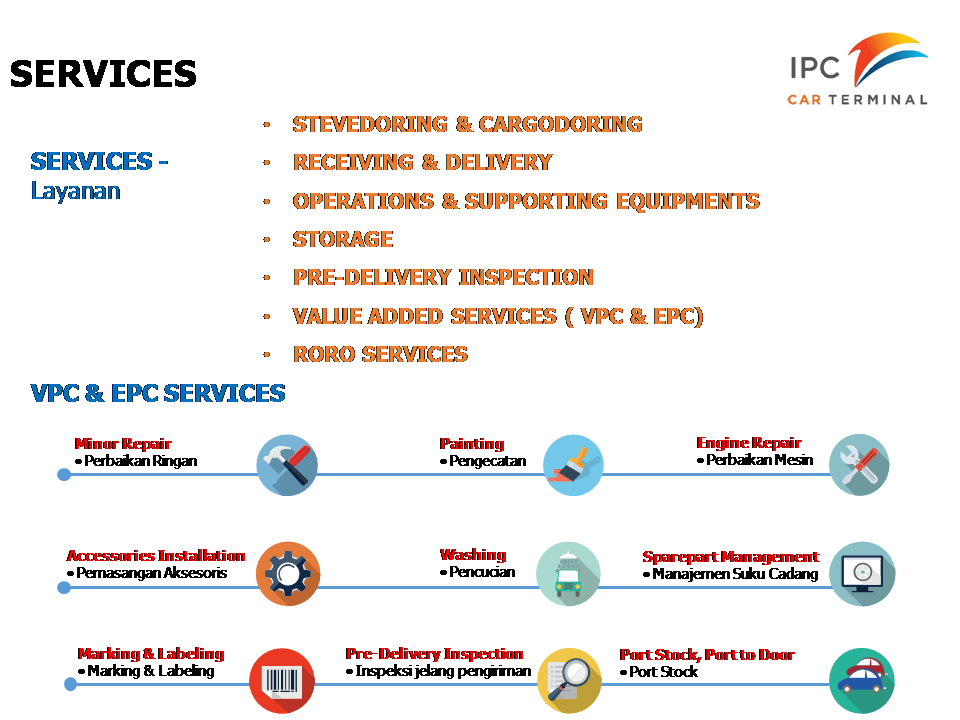 SERVICES
IPC
CAR TERMINAL
SERVICES -
Layanan
• STEVEDORING & CARGODORING
• RECEIVING & DELIVERY
• OPERATIONS & SUPPORTING EQUIPMENTS
• STORAGE
• PRE-DELIVERY INSPECTION
• VALUE ADDED SERVICES ( VPC & EPC)
• RORO SERVICES
VPC & EPC SERVICES
Minor Repair
• Perbaikan Ringan
Painting
• Pengecatan
Engine Repair
• Perbaikan Mesin
Accessories Installation
• Pemasangan Aksesoris
Washing
• Pencucian
Sparepart Management
• Manajemen Suku Cadang
Marking & Labeling
• Marking & Labeling
Pre-Delivery Inspection
• Inspeksi jelang pengiriman
Port Stock, Port to Door
• Port Stock